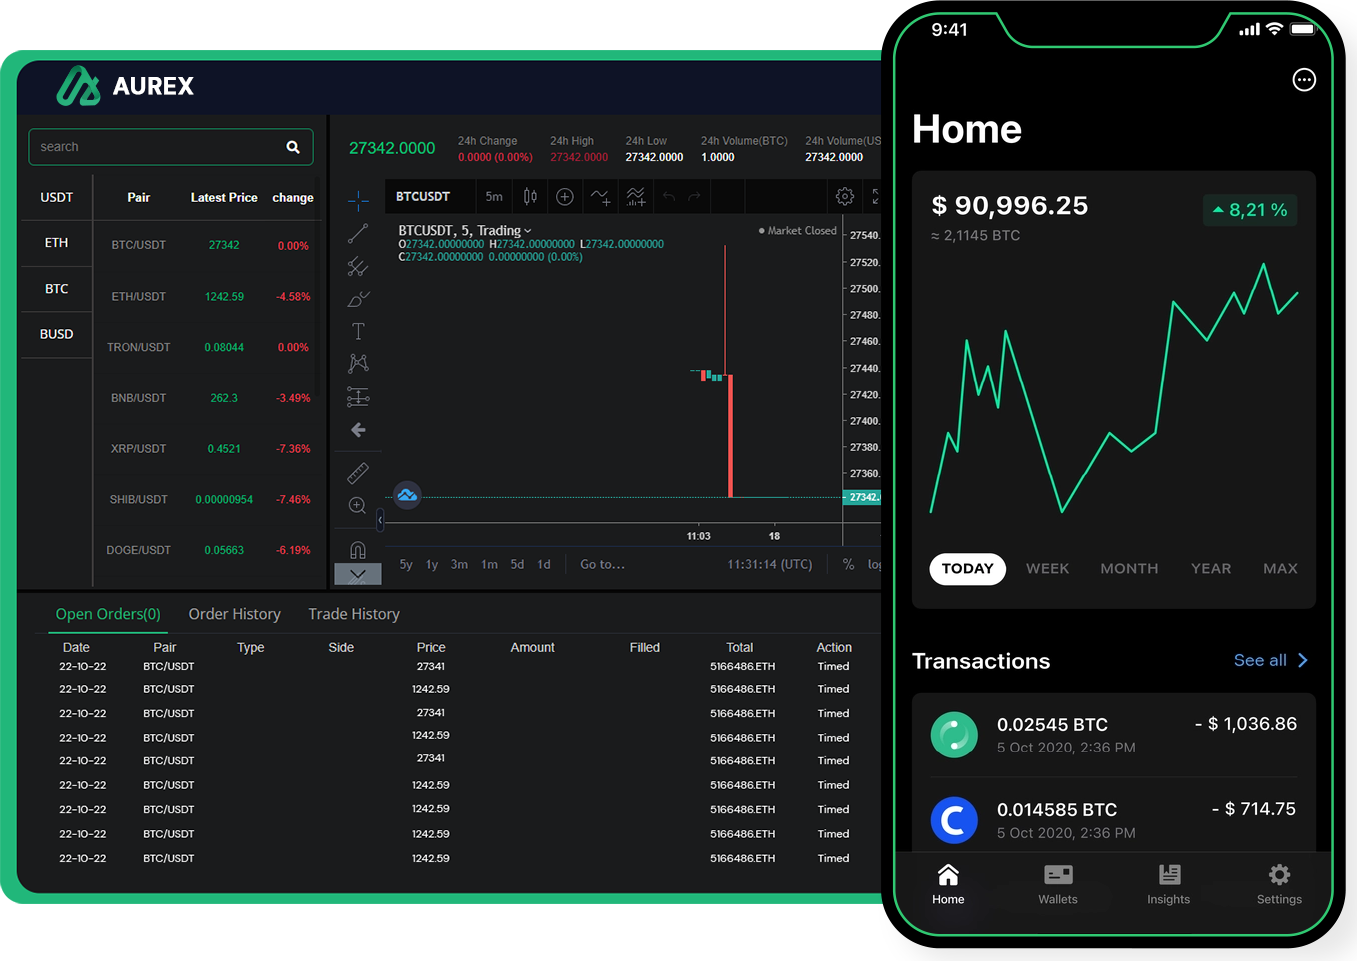 AUREX
search
USDT
ETH
BTC
BUSD
Pair Latest Price change
BTC/USDT 27342 0.00%
ETH/USDT 1242.59 -4.58%
TRON/USDT 0.08044 0.00%
BNB/USDT 262.3 -3.49%
XRP/USDT 0.4521 -7.36%
SHIB/USDT 0.00000954 -7.46%
DOGE/USDT 0.05663 -6.19%
27342.0000
24h Change 24h High 24h Low 24h Volume(BTC) 24h Volume(US
0.0000 (0.00%) 27342.0000 27342.0000 1.0000 27342.0000
BTCUSDT 5m
BTCUSDT, 5, Trading
Market Closed
O27342.00000000 H27342.00000000 L27342.00000000
C27342.00000000 0.00000000 (0.00%)
27540.
27520.
27500.
27480.
27460.
27440.
27420.
27400.
27380.
27360.
27342.
11:03 18
5y 1y 3m 1m 5d 1d Go to... 11:31:14 (UTC) % log
Open Orders(0) Order History Trade History
Date Pair Type Side Price Amount Filled Total Action
22-10-22 BTC/USDT 27341 5166486.ETH Timed
22-10-22 BTC/USDT 1242.59 5166486.ETH Timed
22-10-22 BTC/USDT 27341 5166486.ETH Timed
22-10-22 BTC/USDT 1242.59 5166486.ETH Timed
22-10-22 BTC/USDT 27341 5166486.ETH Timed
22-10-22 BTC/USDT 1242.59 5166486.ETH Timed
22-10-22 BTC/USDT 1242.59 5166486.ETH Timed
22-10-22 BTC/USDT 1242.59 5166486.ETH Timed
22-10-22 BTC/USDT 1242.59 5166486.ETH Timed
9:41
Home
$ 90,996.25
8,21 %
≈ 2,1145 BTC
TODAY WEEK MONTH YEAR MAX
Transactions See all
0.02545 BTC - $ 1,036.86
5 Oct 2020, 2:36 PM
0.014585 BTC - $ 714.75
5 Oct 2020, 2:36 PM
Home Wallets Insights Settings